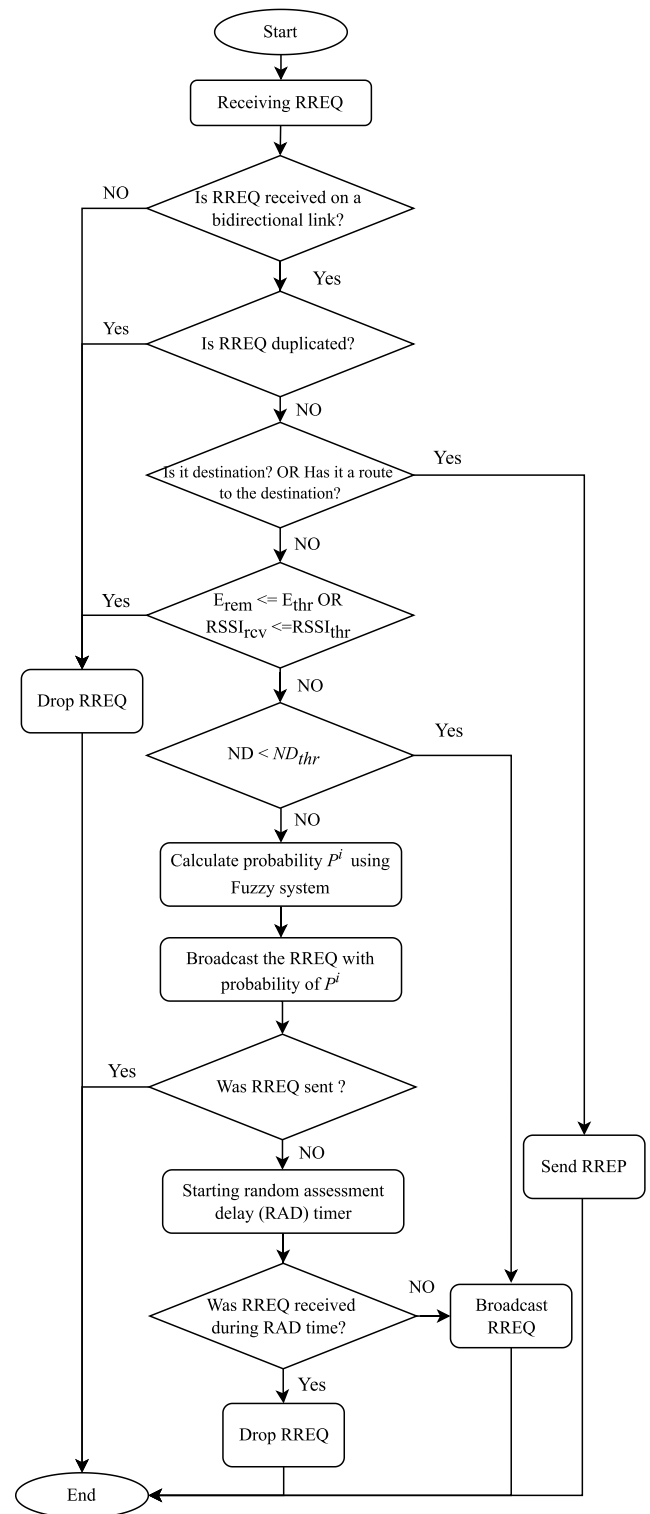 Start
Receiving RREQ
NO
Is RREQ received on a
bidirectional link?
Yes
Yes
Is RREQ duplicated?
NO
Is it destination? OR Has it a route
to the destination?
Yes
NO
Yes
E_rem <= E_thr OR
RSSI_rcv <=RSSI_thr
NO
Drop RREQ
ND < ND_thr
Yes
NO
Calculate probability P^i using
Fuzzy system
Broadcast the RREQ with
probability of P^i
Yes
Was RREQ sent ?
NO
Send RREP
Starting random assessment
delay (RAD) timer
Was RREQ received
during RAD time?
NO
Broadcast
RREQ
Yes
Drop RREQ
End